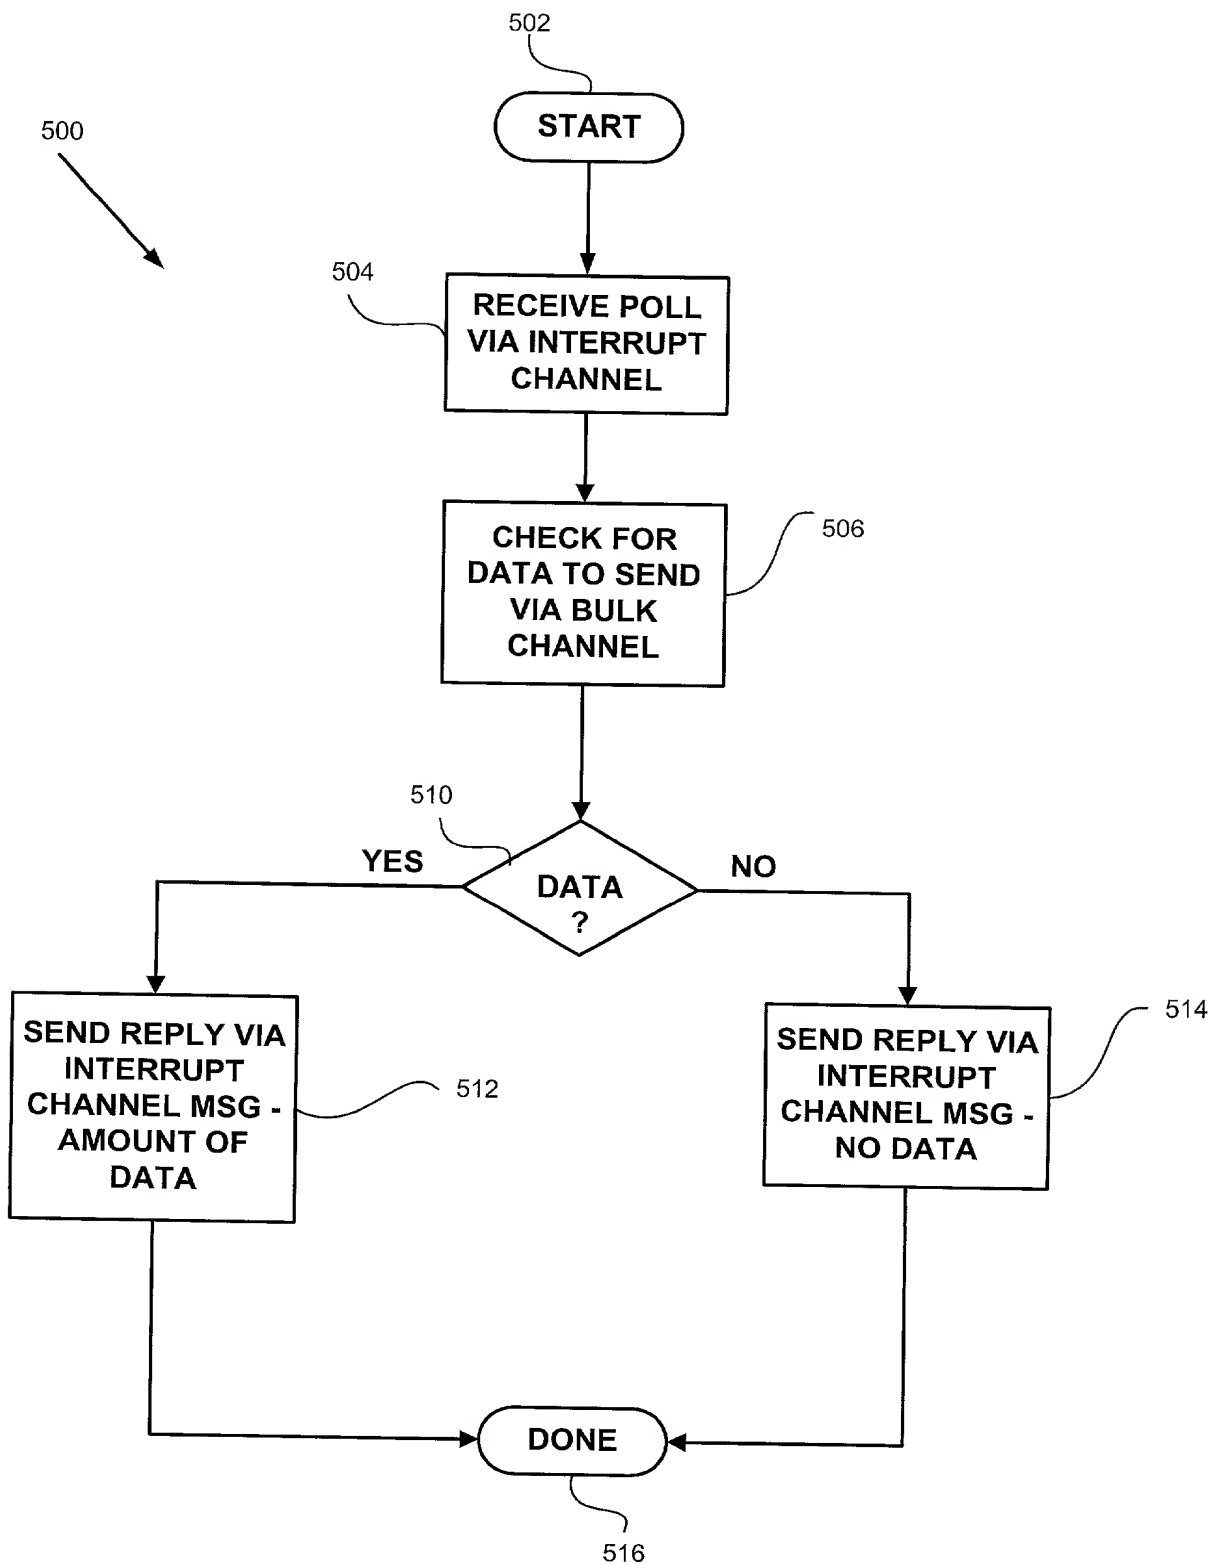 502
START
500
504
RECEIVE POLL
VIA INTERRUPT
CHANNEL
CHECK FOR
DATA TO SEND
VIA BULK
CHANNEL
506
510
YES
DATA
?
NO
SEND REPLY VIA
INTERRUPT
CHANNEL MSG -
AMOUNT OF
DATA
512
SEND REPLY VIA
INTERRUPT
CHANNEL MSG -
NO DATA
514
DONE
516